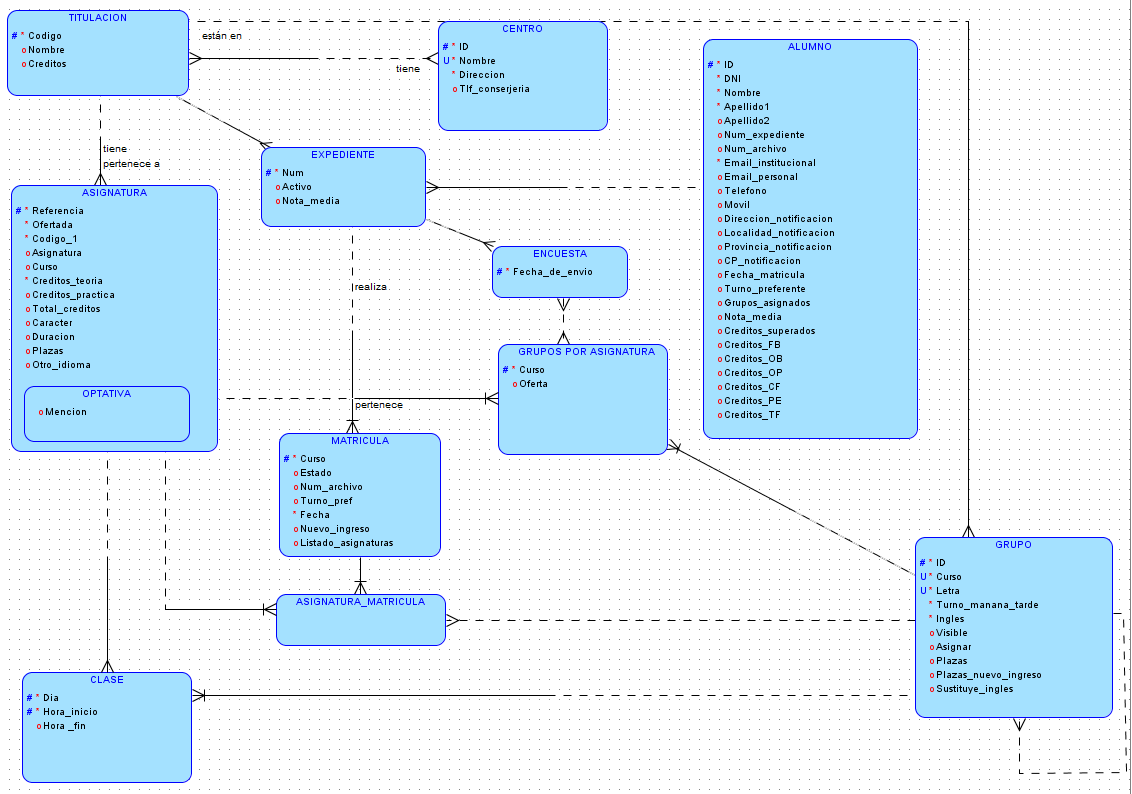 TITULACION
# * Codigo
o Nombre
o Creditos
están en
tiene
CENTRO
# * ID
U * Nombre
* Direccion
o Tlf_conserjeria
ALUMNO
# * ID
* DNI
* Nombre
* Apellido1
o Apellido2
o Num_expediente
o Num_archivo
* Email_institucional
o Email_personal
o Telefono
o Movil
o Direccion_notificacion
o Localidad_notificacion
o Provincia_notificacion
o CP_notificacion
o Fecha_matricula
o Turno_preferente
o Grupos_asignados
o Nota_media
o Creditos_superados
o Creditos_FB
o Creditos_OB
o Creditos_OP
o Creditos_CF
o Creditos_PE
o Creditos_TF
tiene
pertenece a
EXPEDIENTE
# * Num
o Activo
o Nota_media
ASIGNATURA
# * Referencia
* Ofertada
* Codigo_1
o Asignatura
o Curso
* Creditos_teoria
o Creditos_practica
o Total_creditos
o Caracter
o Duracion
o Plazas
o Otro_idioma
OPTATIVA
o Mencion
ENCUESTA
# * Fecha_de_envio
realiza
GRUPOS POR ASIGNATURA
# * Curso
o Oferta
pertenece
MATRICULA
# * Curso
o Estado
o Num_archivo
o Turno_pref
* Fecha
o Nuevo_ingreso
o Listado_asignaturas
ASIGNATURA_MATRICULA
GRUPO
# * ID
U * Curso
U * Letra
* Turno_manana_tarde
* Ingles
o Visible
o Asignar
o Plazas
o Plazas_nuevo_ingreso
o Sustituye_ingles
CLASE
# * Dia
# * Hora_inicio
o Hora _fin